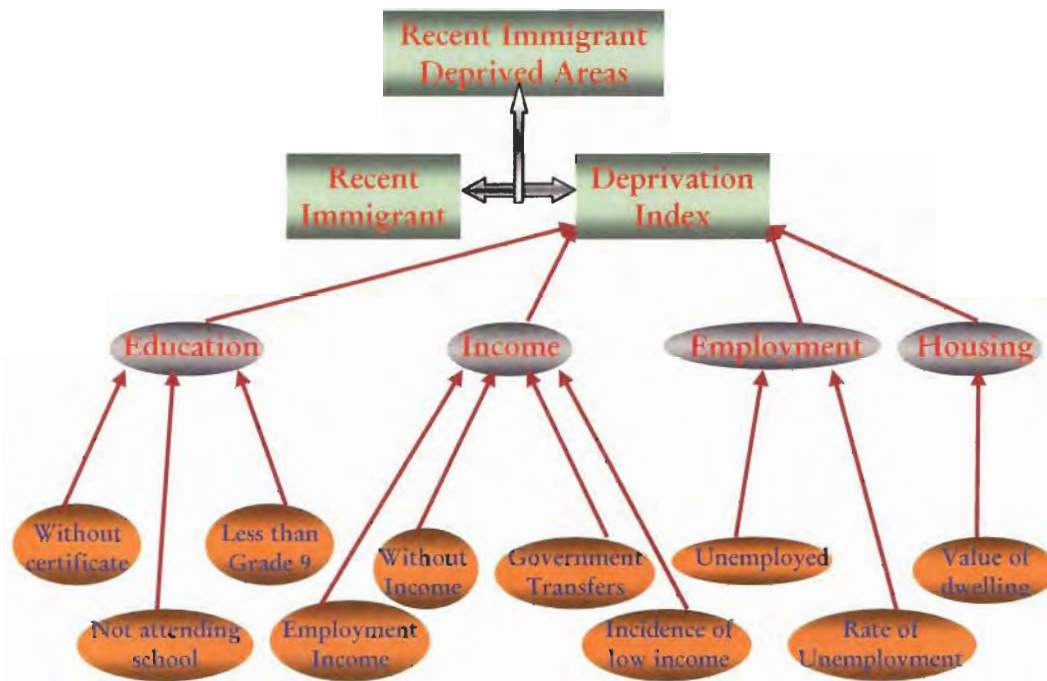 Recent Immigrant
Deprived Areas
Recent
Immigrant
Deprivation
Index
Education
Income
Employment
Housing
Without
certificate
Less than
Grade 9
Without
Income
Government
Transfers
Unemployed
Value of
dwelling
Not attending
school
Employment
Income
Incidence of
low income
Rate of
Unemployment